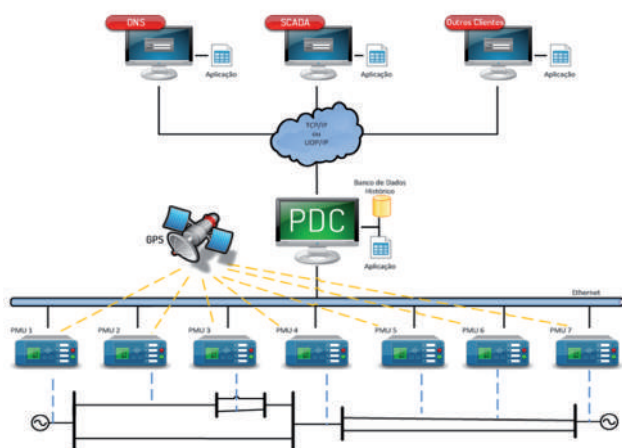 ONS
SCADA
Outros Clientes
Aplicação
Aplicação
Aplicação
TCP/IP
ou
UDP/IP
Banco de Dados
Histórico
PDC
GPS
Aplicação
Ethernet
PMU 1
PMU 2
PMU 3
PMU 4
PMU 5
PMU 6
PMU 7